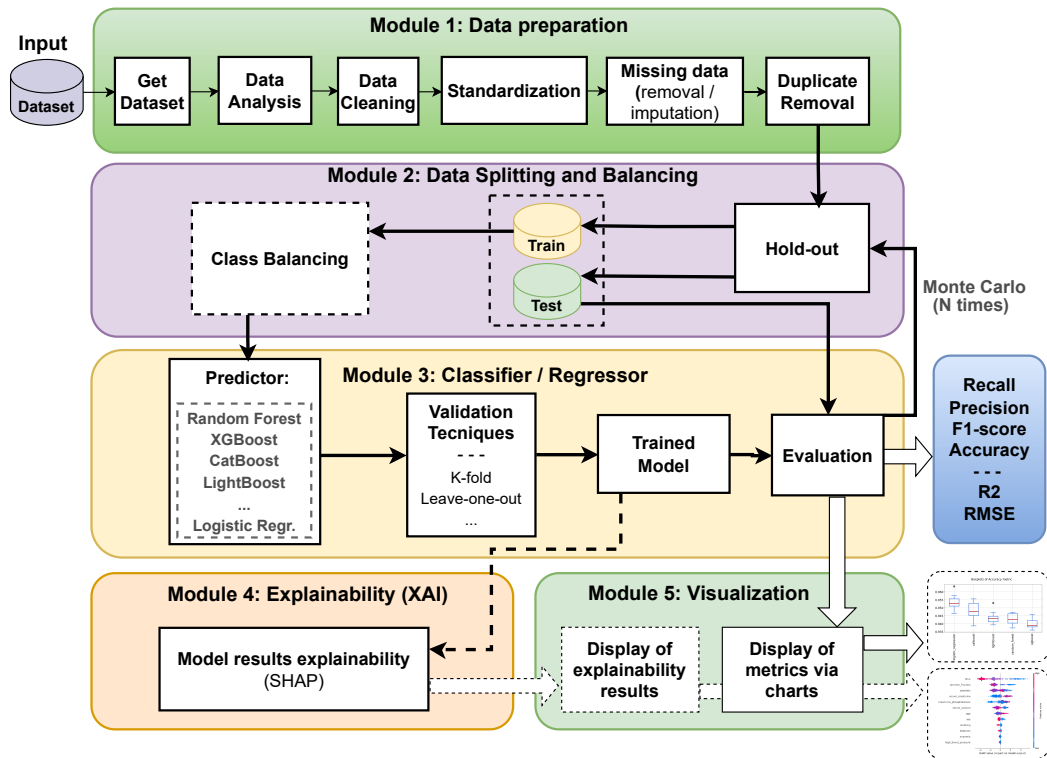 Module 1: Data preparation
Input
Dataset
Get
Dataset
Data
Analysis
Data
Cleaning
Standardization
Missing data
(removal /
imputation)
Duplicate
Removal
Module 2: Data Splitting and Balancing
Class Balancing
Train
Test
Hold-out
Monte Carlo
(N times)
Module 3: Classifier / Regressor
Predictor:
Random Forest
XGBoost
CatBoost
LightBoost
...
Logistic Regr.
Validation
Tecniques
- - -
K-fold
Leave-one-out
...
Trained
Model
Evaluation
Recall
Precision
F1-score
Accuracy
- - -
R2
RMSE
Module 4: Explainability (XAI)
Model results explainability
(SHAP)
Module 5: Visualization
Display of
explainability
results
Display of
metrics via
charts